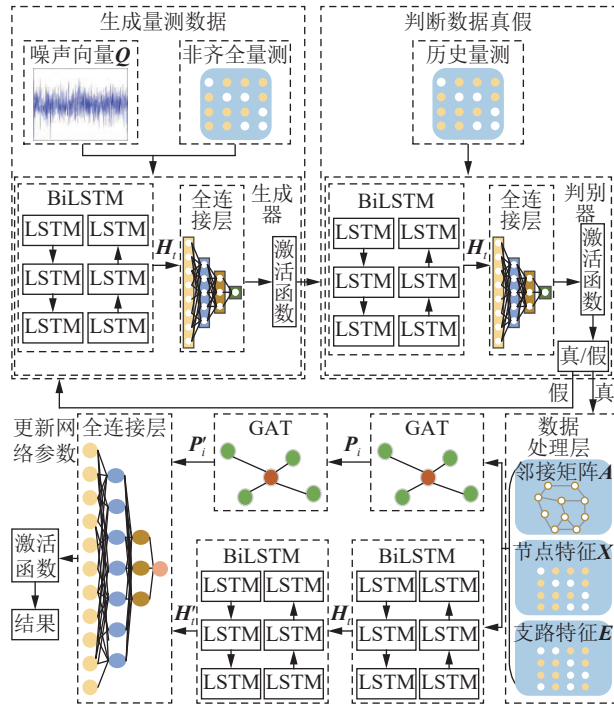 生成量测数据
判断数据真假
噪声向量Q
非齐全量测
历史量测
BiLSTM
LSTM LSTM
LSTM LSTM
LSTM LSTM
H_t
全连接层
生成器
激活函数
BiLSTM
LSTM LSTM
LSTM LSTM
LSTM LSTM
H_t
全连接层
判别器
激活函数
真/假
假
真
更新网络参数
全连接层
P'_i
GAT
P_i
GAT
数据处理层
邻接矩阵A
节点特征X
支路特征E
激活函数
结果
H'_t
BiLSTM
LSTM LSTM
LSTM LSTM
LSTM LSTM
H_t
BiLSTM
LSTM LSTM
LSTM LSTM
LSTM LSTM